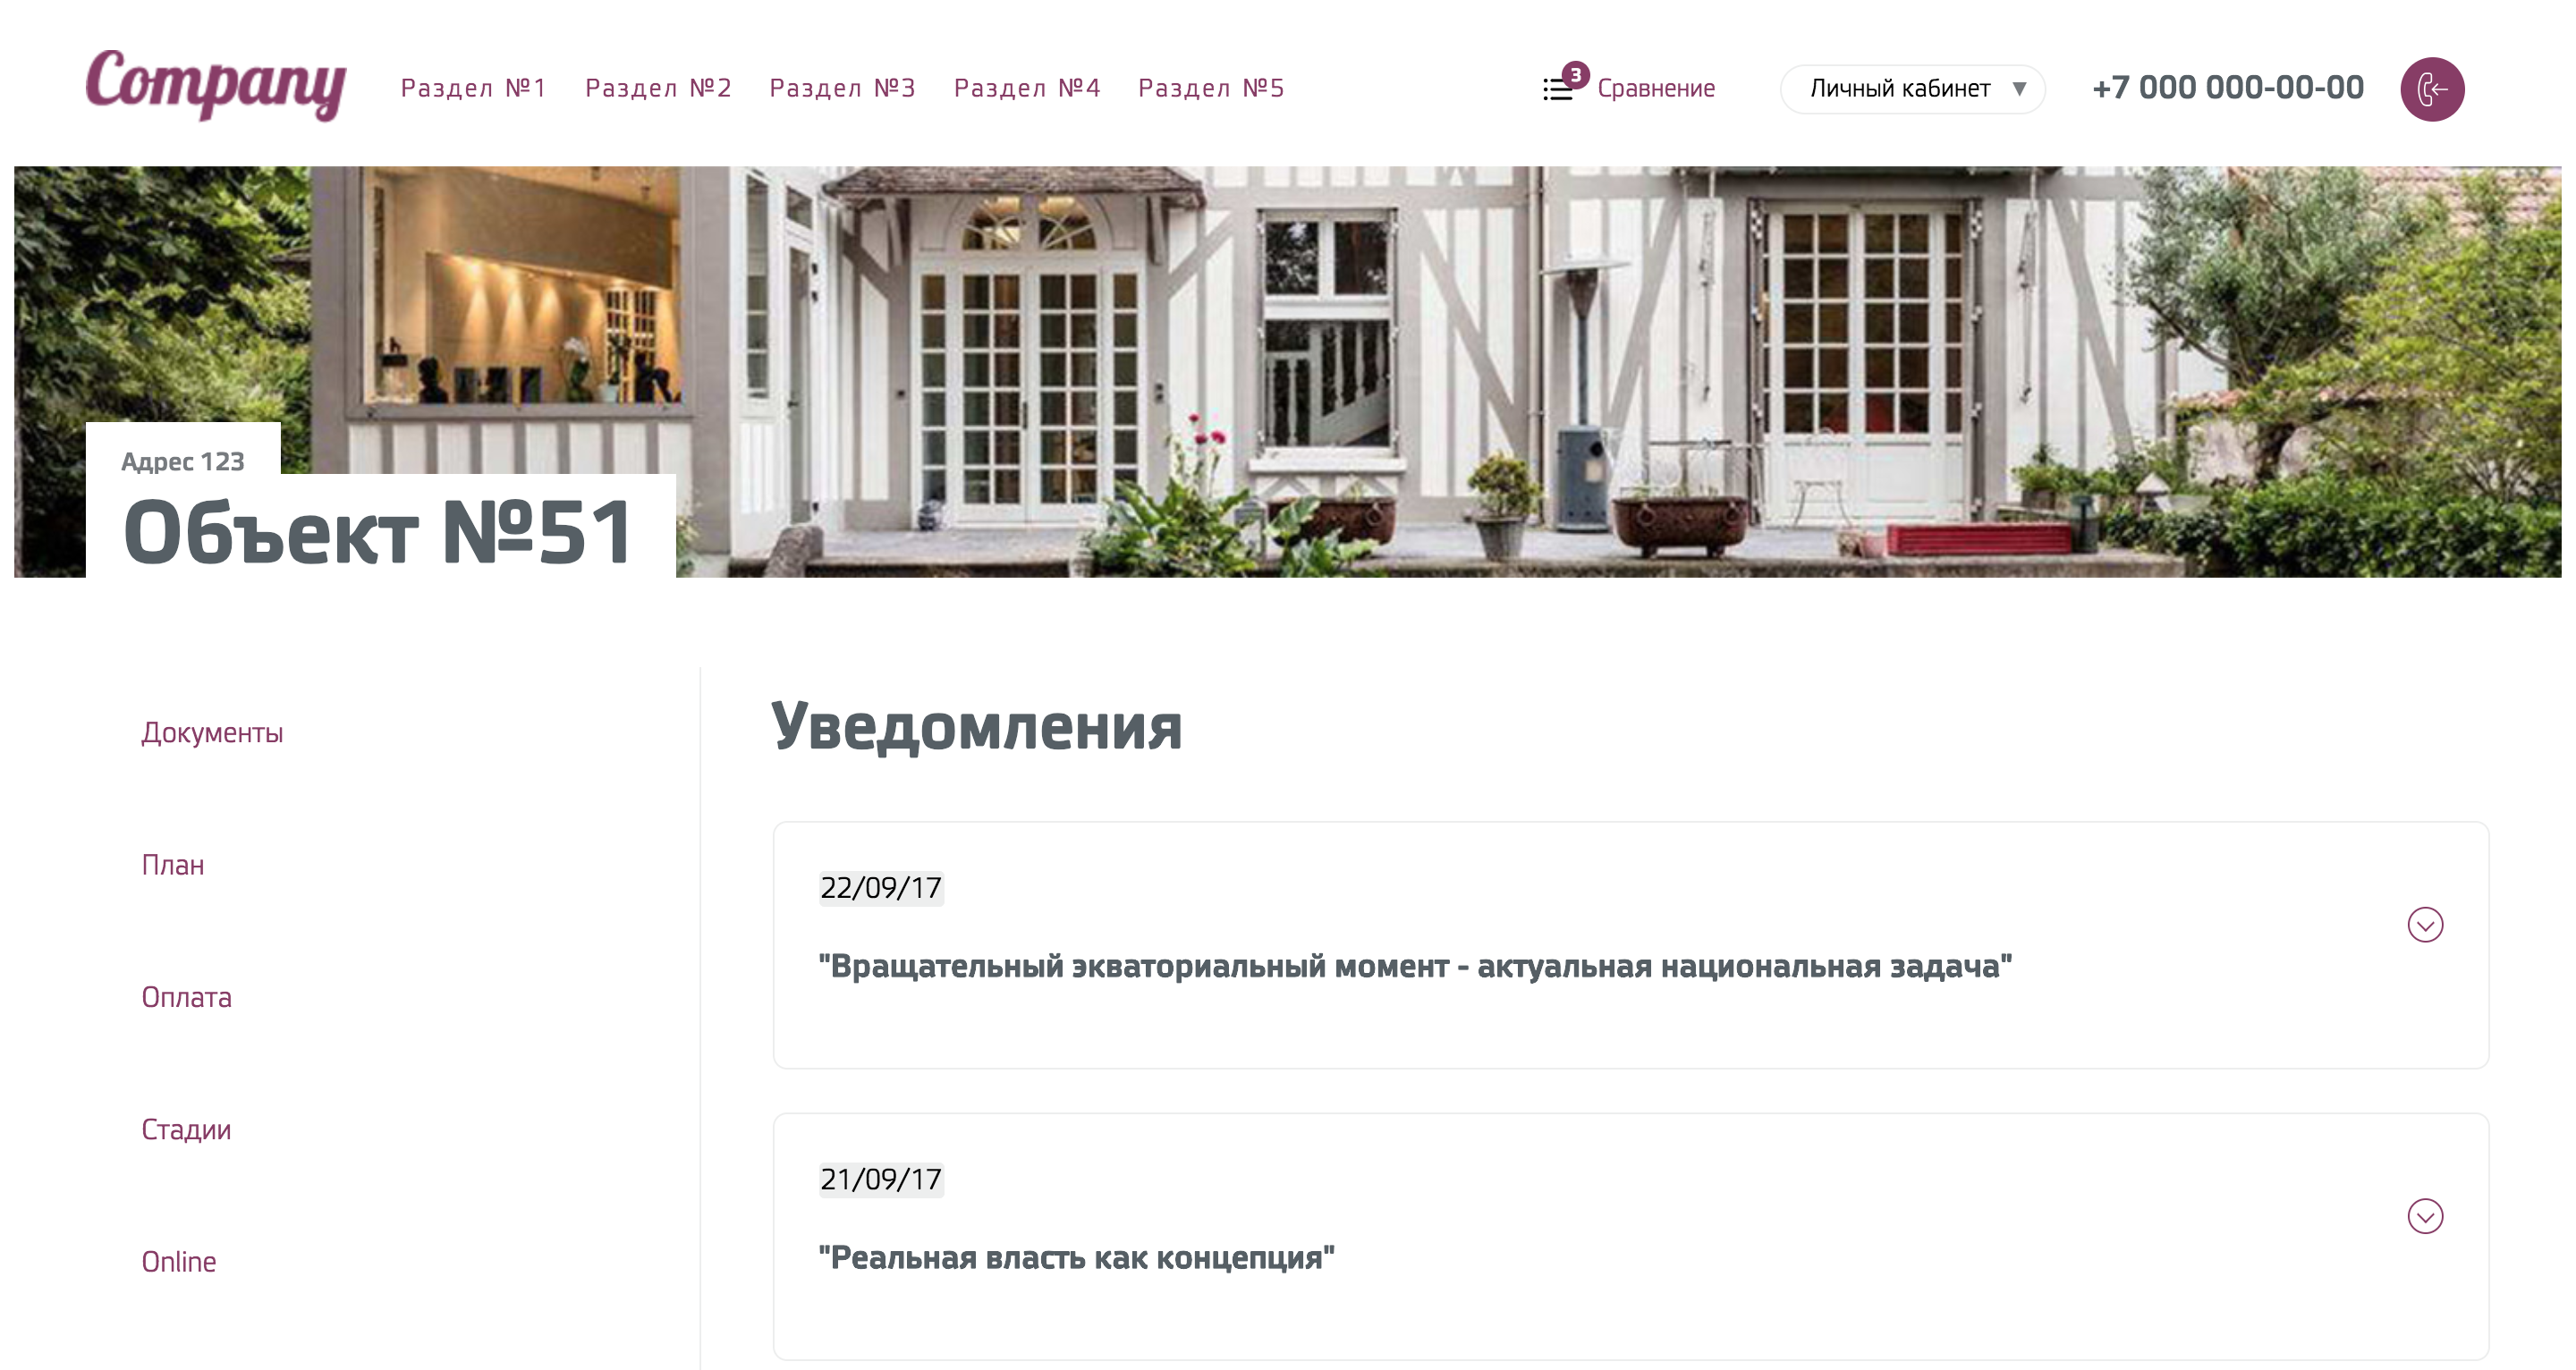 Company
Раздел №1 Раздел №2 Раздел №3 Раздел №4 Раздел №5
3 Сравнение
Личный кабинет
+7 000 000-00-00
Адрес 123
Объект №51
Документы
План
Оплата
Стадии
Online
Уведомления
22/09/17
"Вращательный экваториальный момент - актуальная национальная задача"
21/09/17
"Реальная власть как концепция"